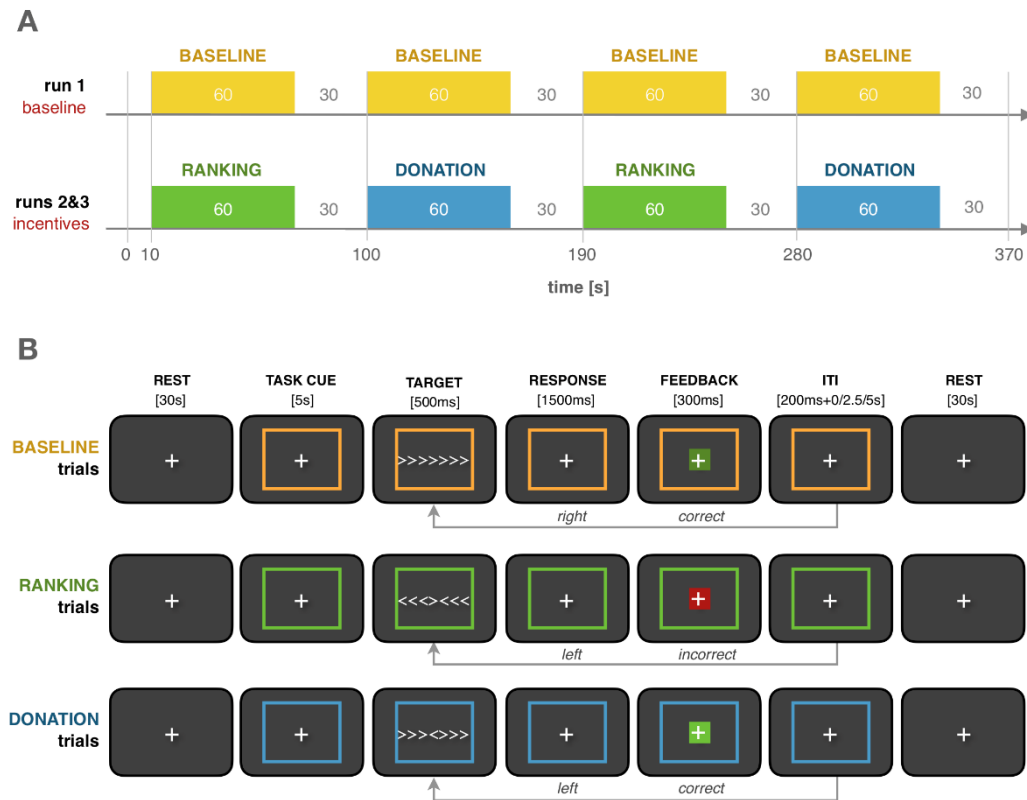 A
BASELINE BASELINE BASELINE BASELINE
run 1
baseline
60 30 60 30 60 30 60 30
RANKING DONATION RANKING DONATION
runs 2&3
incentives
60 30 60 30 60 30 60 30
0 10 100 190 280 370
time [s]
B
REST TASK CUE TARGET RESPONSE FEEDBACK ITI REST
[30s] [5s] [500ms] [1500ms] [300ms] [200ms+0/2.5/5s] [30s]
BASELINE
trials
+ + >>>>>>> + + + +
right correct
RANKING
trials
+ + <<<><<< + + + +
left incorrect
DONATION
trials
+ + >>><>>> + + + +
left correct